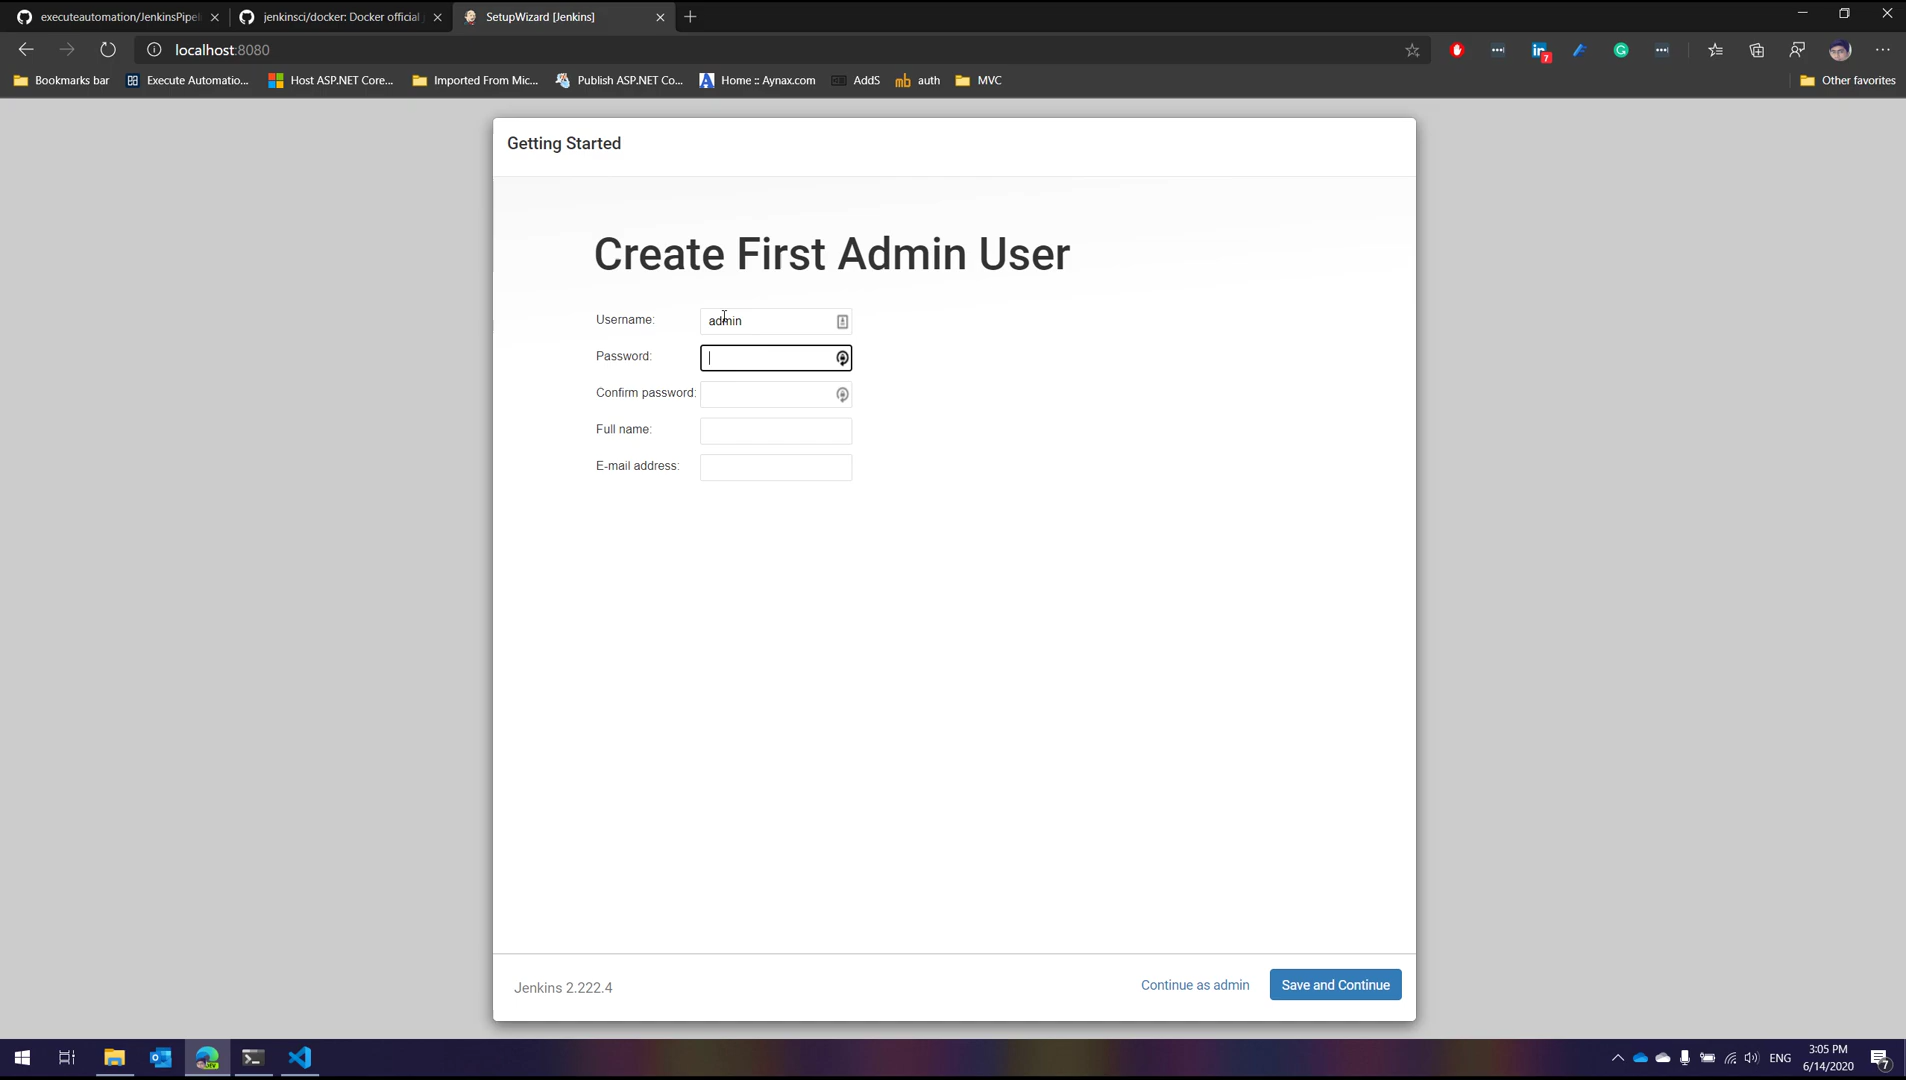 executeautomation/JenkinsPipeli
jenkinsci/docker: Docker official
SetupWizard [Jenkins]
localhost:8080
Bookmarks bar
Execute Automatio...
Host ASP.NET Core...
Imported From Mic...
Publish ASP.NET Co...
Home :: Aynax.com
AddS
auth
MVC
Other favorites
Getting Started
Create First Admin User
Username: admin
Password:
Confirm password:
Full name:
E-mail address:
Jenkins 2.222.4
Continue as admin
Save and Continue
ENG
3:05 PM
6/14/2020
7